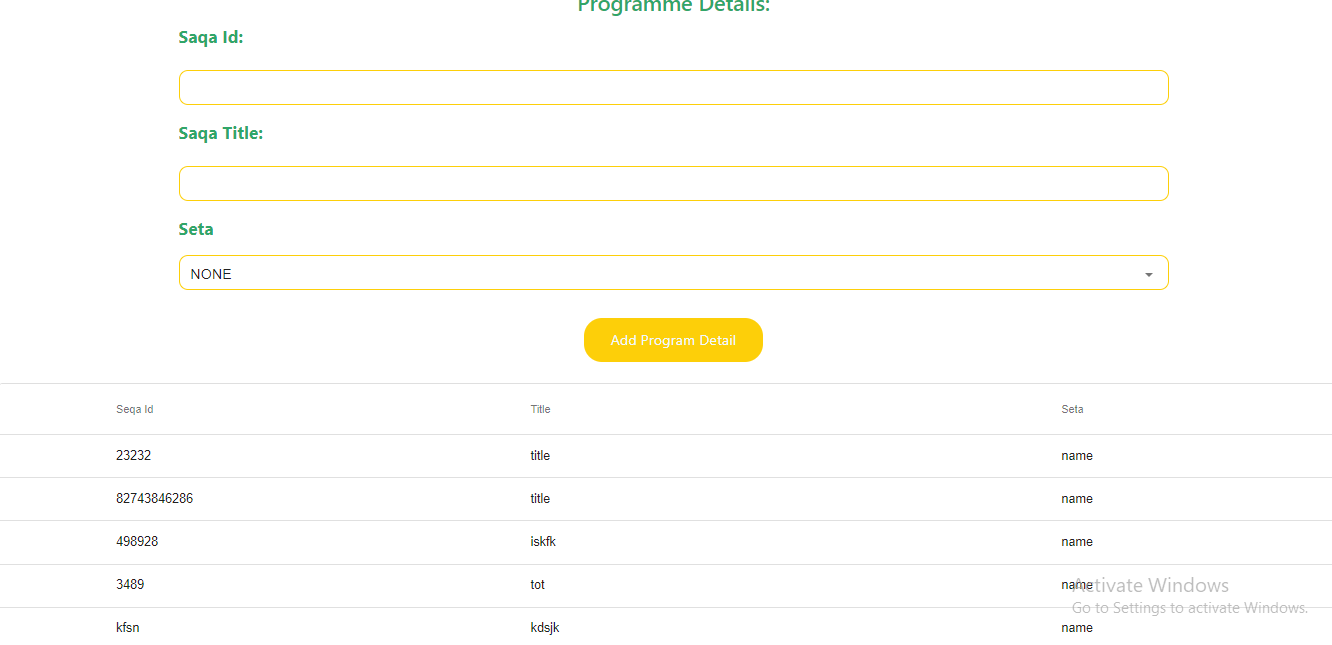 Programme Details:
Saqa Id:
Saqa Title:
Seta
NONE
Add Program Detail
Seqa Id Title Seta
23232 title name
82743846286 title name
498928 iskfk name
3489 tot name
Activate Windows
Go to Settings to activate Windows.
kfsn kdsjk name